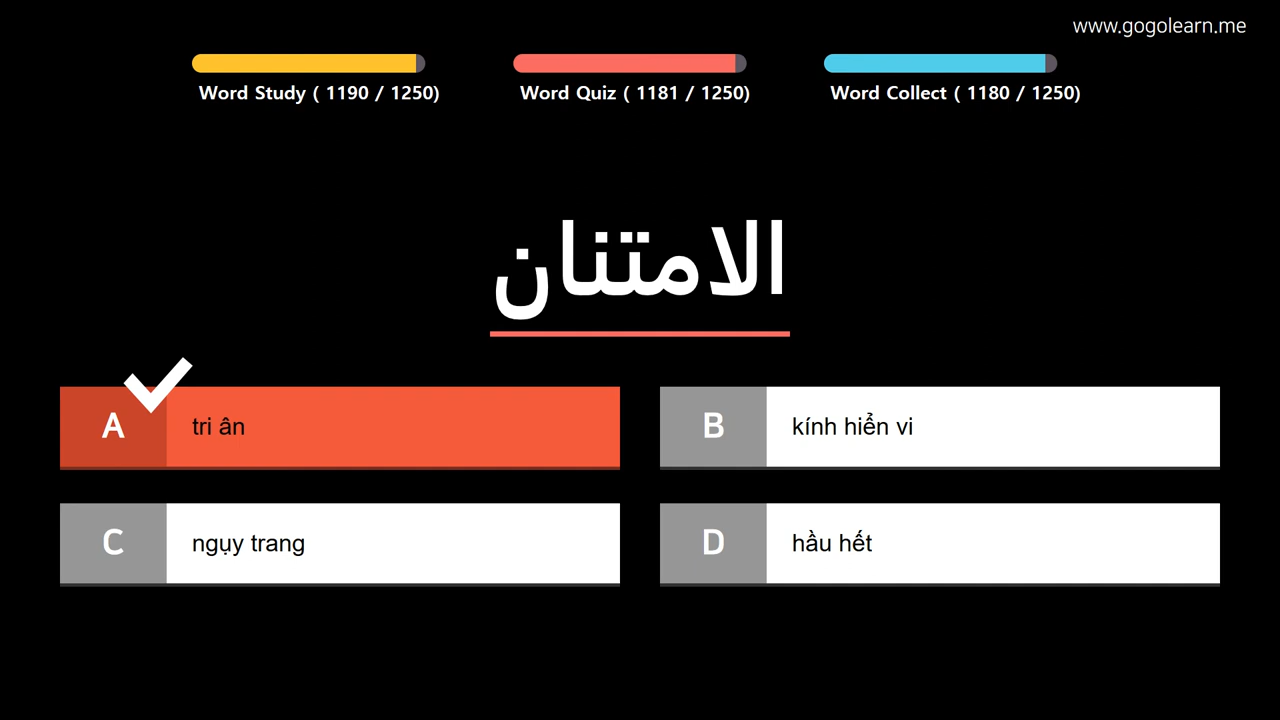 www.gogolearn.me
Word Study ( 1190 / 1250)
Word Quiz ( 1181 / 1250)
Word Collect ( 1180 / 1250)
الامتنان
A tri ân
B kính hiển vi
C ngụy trang
D hầu hết